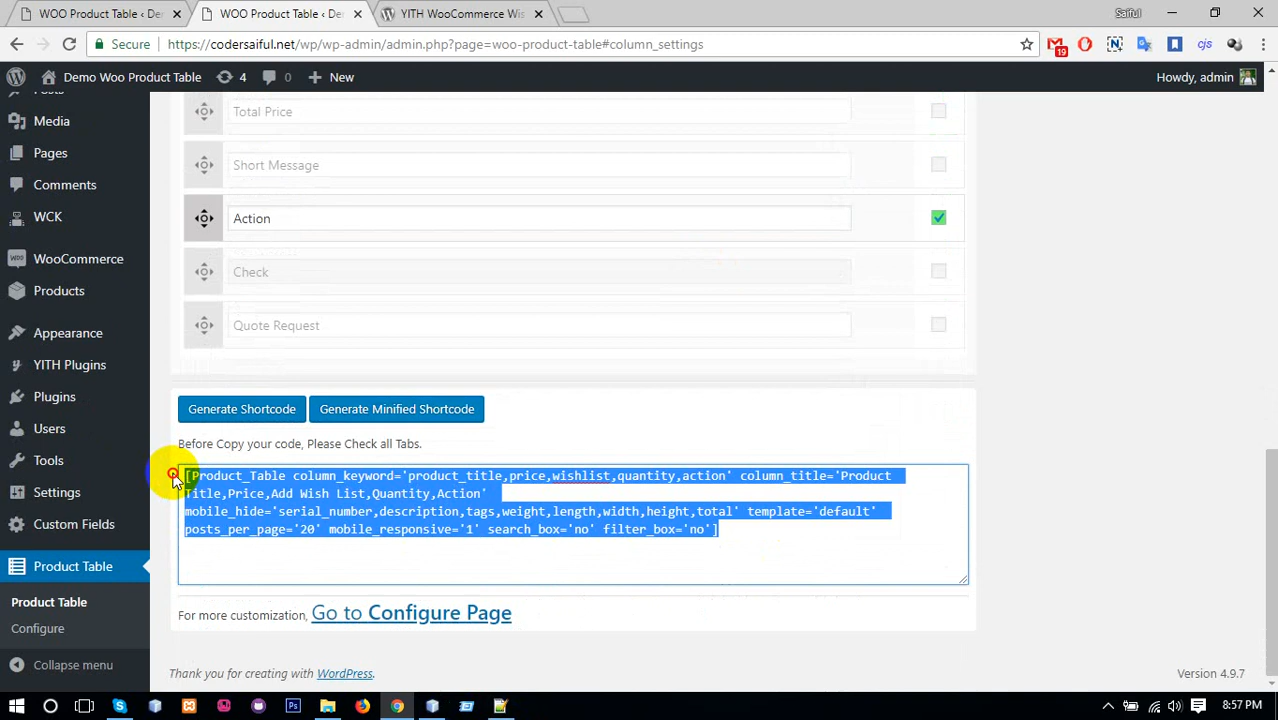 WOO Product Table ‹ De
WOO Product Table ‹ De
YITH WooCommerce Wis
Saiful
Secure
https://codersaiful.net/wp/wp-admin/admin.php?page=woo-product-table#column_settings
19
cjs
Demo Woo Product Table
4
0
New
Howdy, admin
Media
Pages
Comments
WCK
WooCommerce
Products
Appearance
YITH Plugins
Plugins
Users
Tools
Settings
Custom Fields
Product Table
Product Table
Configure
Collapse menu
Total Price
Short Message
Action
Check
Quote Request
Generate Shortcode
Generate Minified Shortcode
Before Copy your code, Please Check all Tabs.
[Product_Table column_keyword='product_title,price,wishlist,quantity,action' column_title='Product
Title,Price,Add Wish List,Quantity,Action'
mobile_hide='serial_number,description,tags,weight,length,width,height,total' template='default'
posts_per_page='20' mobile_responsive='1' search_box='no' filter_box='no']
For more customization, Go to Configure Page
Thank you for creating with WordPress.
Version 4.9.7
8:57 PM